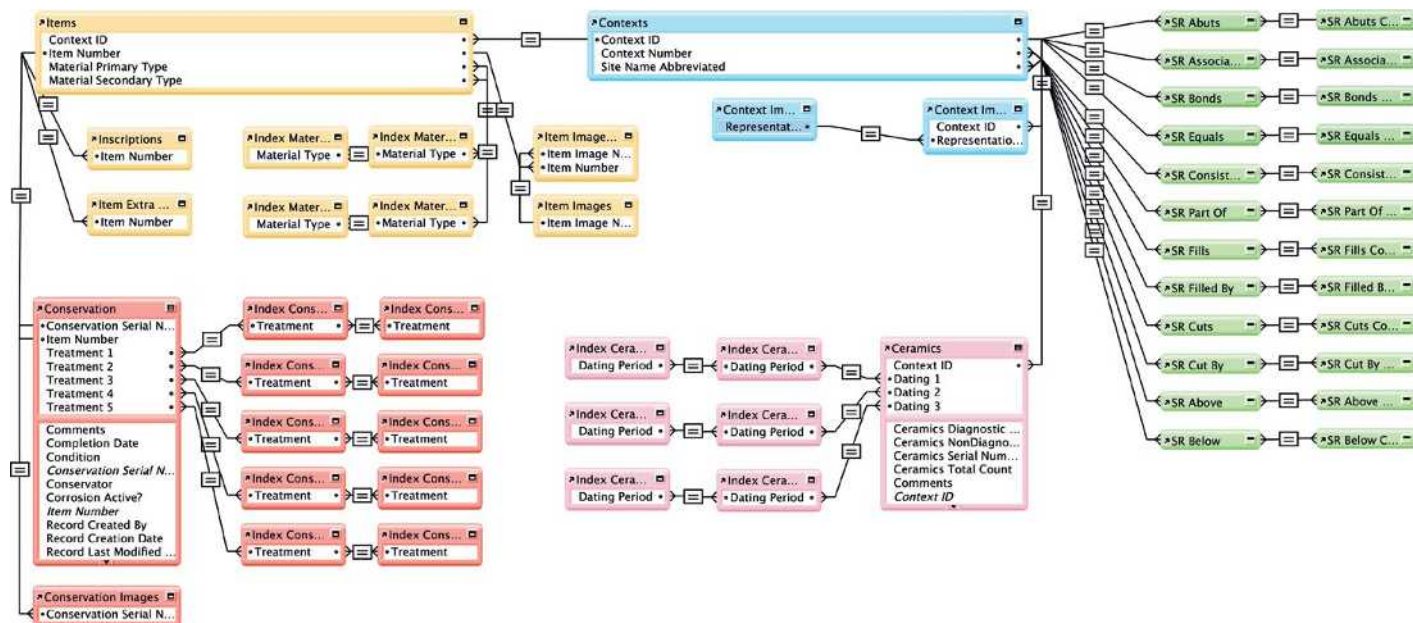 Items
Context ID
Item Number
Material Primary Type
Material Secondary Type
Contexts
Context ID
Context Number
Site Name Abbreviated
Inscriptions
Item Number
Item Extra ...
Item Number
Index Mater...
Material Type
Index Mater...
Material Type
Index Mater...
Material Type
Index Mater...
Material Type
Item Image...
Item Image N...
Item Number
Item Images
Item Image N...
Context Im...
Representat...
Context Im...
Context ID
Representatio...
SR Abuts
SR Abuts C...
SR Associa...
SR Associa...
SR Bonds
SR Bonds ...
SR Equals
SR Equals ...
SR Consist...
SR Consist...
SR Part Of
SR Part Of ...
SR Fills
SR Fills Co...
SR Filled By
SR Filled B...
SR Cuts
SR Cuts Co...
SR Cut By
SR Cut By ...
SR Above
SR Above ...
SR Below
SR Below C...
Conservation
Conservation Serial N...
Item Number
Treatment 1
Treatment 2
Treatment 3
Treatment 4
Treatment 5
Comments
Completion Date
Condition
Conservation Serial N...
Conservator
Corrosion Active?
Item Number
Record Created By
Record Creation Date
Record Last Modified ...
Conservation Images
Conservation Serial N...
Index Cons...
Treatment
Index Cons...
Treatment
Index Cons...
Treatment
Index Cons...
Treatment
Index Cons...
Treatment
Index Cons...
Treatment
Index Cons...
Treatment
Index Cons...
Treatment
Index Cons...
Treatment
Index Cons...
Treatment
Index Cera...
Dating Period
Index Cera...
Dating Period
Index Cera...
Dating Period
Index Cera...
Dating Period
Index Cera...
Dating Period
Index Cera...
Dating Period
Ceramics
Context ID
Dating 1
Dating 2
Dating 3
Ceramics Diagnostic ...
Ceramics NonDiagno...
Ceramics Serial Num...
Ceramics Total Count
Comments
Context ID